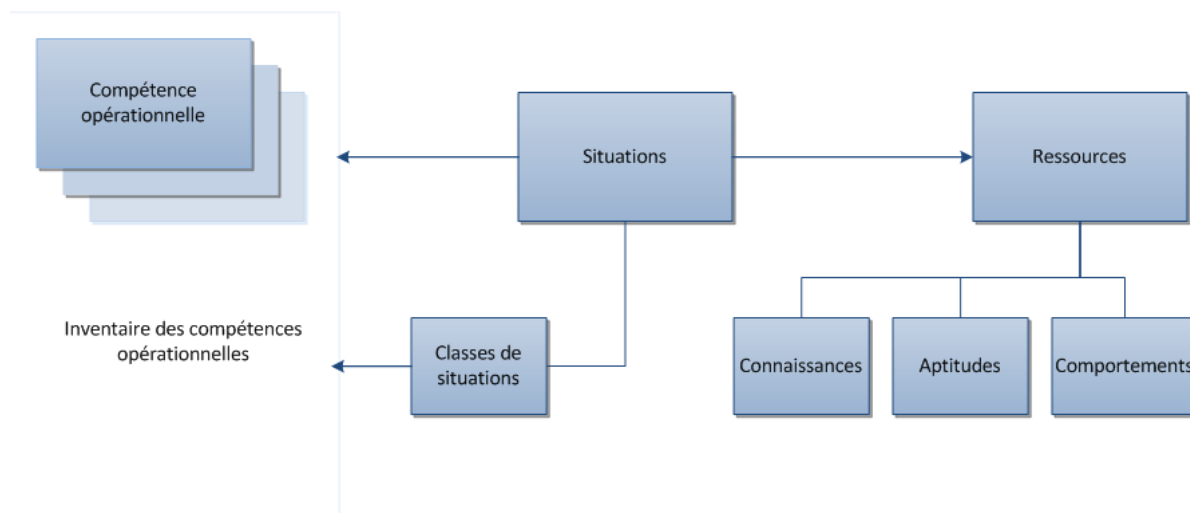 Compétence
opérationnelle
Situations
Ressources
Inventaire des compétences
opérationnelles
Classes de
situations
Connaissances
Aptitudes
Comportements